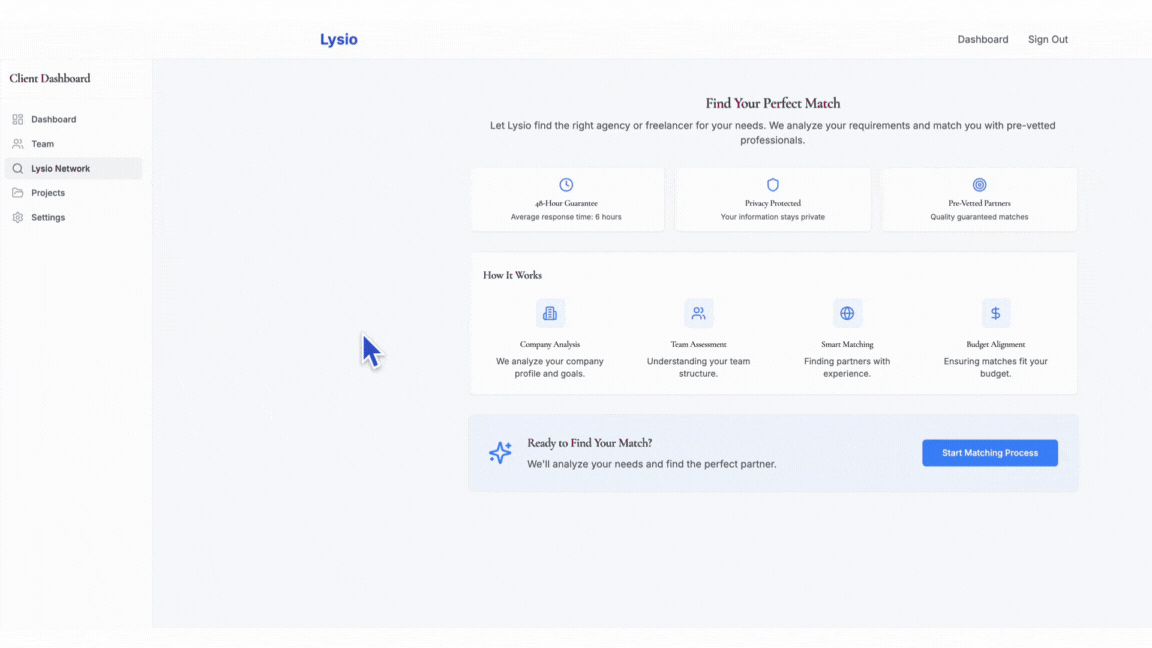 Lysio
Dashboard
Sign Out
Client Dashboard
Dashboard
Team
Lysio Network
Projects
Settings
Find Your Perfect Match
Let Lysio find the right agency or freelancer for your needs. We analyze your requirements and match you with pre-vetted
professionals.
48-Hour Guarantee
Average response time: 6 hours
Privacy Protected
Your information stays private
Pre-Vetted Partners
Quality guaranteed matches
How It Works
Company Analysis
We analyze your company
profile and goals.
Team Assessment
Understanding your team
structure.
Smart Matching
Finding partners with
experience.
Budget Alignment
Ensuring matches fit your
budget.
Ready to Find Your Match?
We'll analyze your needs and find the perfect partner.
Start Matching Process